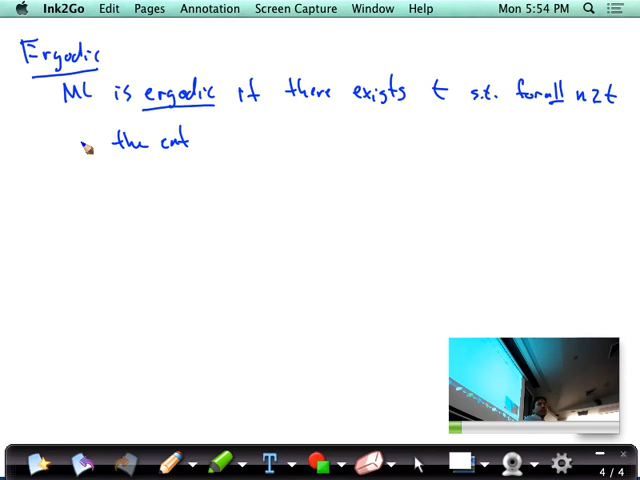 Ink2Go Edit Pages Annotation Screen Capture Window Help Mon 5:54 PM
Ergodic
MC is ergodic if there exists t s.t. for all n ≥ t
the cat
4 / 4